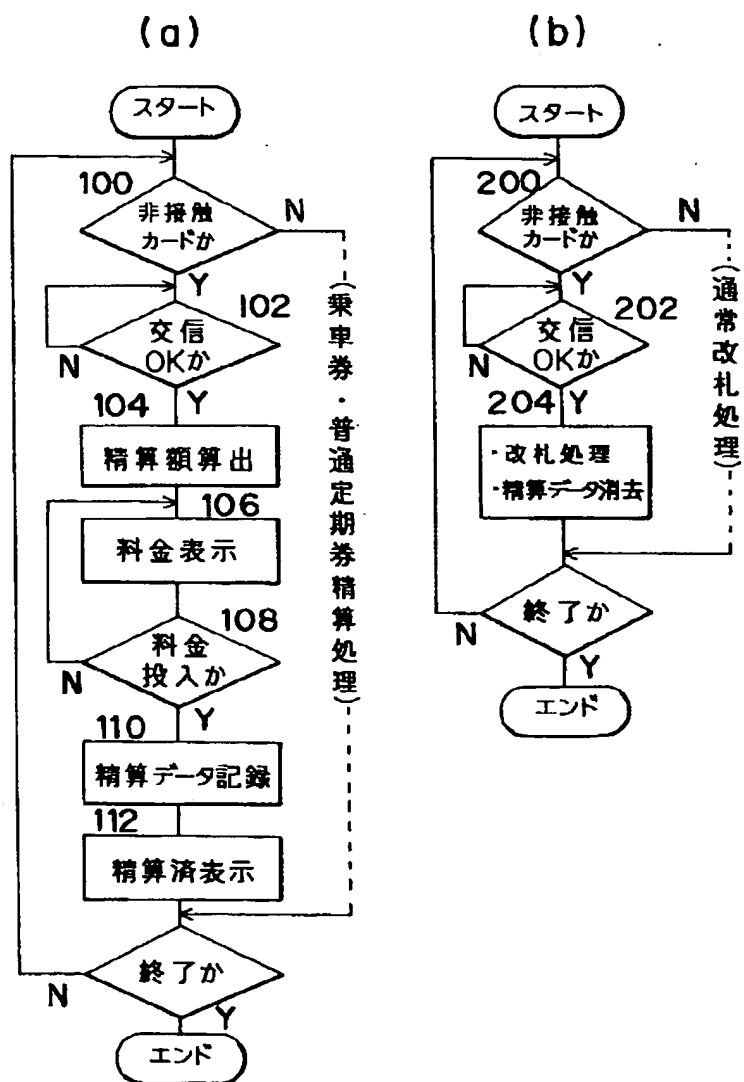 (a)
スタート
100
非接触
カードか
N
Y
102
交信
OKか
N
Y
104
精算額算出
106
料金表示
108
料金
投入か
N
Y
110
精算データ記録
112
精算済表示
終了か
N
Y
エンド
(乗車券・普通定期券精算処理)
(b)
スタート
200
非接触
カードか
N
Y
202
交信
OKか
N
Y
204
・改札処理
・精算データ消去
終了か
N
Y
エンド
(通常改札処理)